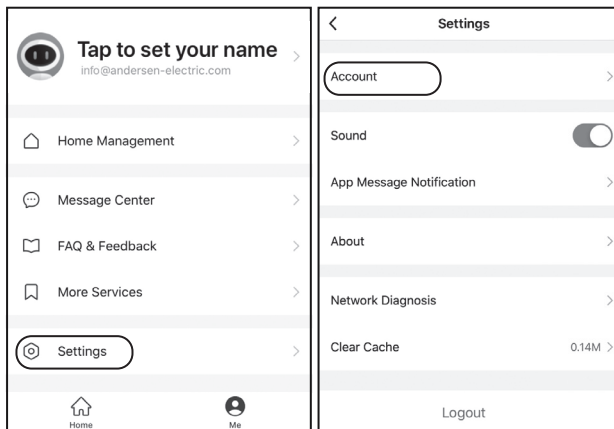 Tap to set your name
info@andersen-electric.com
Home Management
Message Center
FAQ & Feedback
More Services
Settings
Home
Me
Settings
Account
Sound
App Message Notification
About
Network Diagnosis
Clear Cache
0.14M
Logout